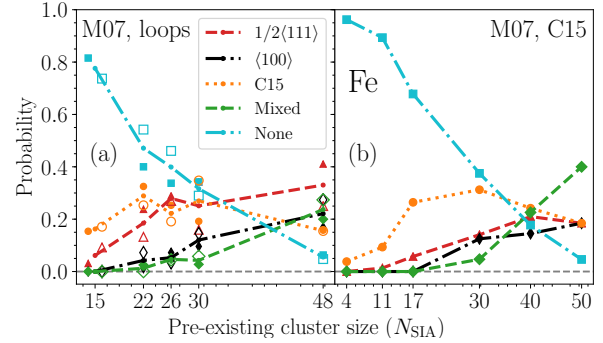 M07, loops
M07, C15
1/2⟨111⟩
⟨100⟩
C15
Mixed
None
Fe
(a)
(b)
Probability
1.0
0.8
0.6
0.4
0.2
0.0
15 22 26 30 48
4 11 17 30 40 50
Pre-existing cluster size (N_SIA)